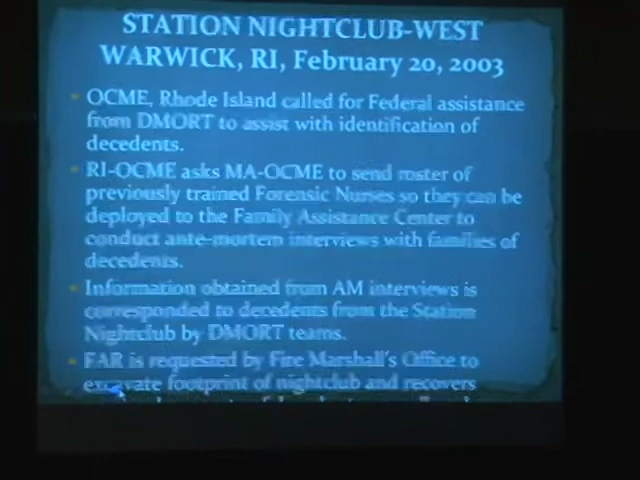 STATION NIGHTCLUB-WEST
WARWICK, RI, February 20, 2003
OCME, Rhode Island called for Federal assistance
from DMORT to assist with identification of
decedents.
RI-OCME asks MA-OCME to send roster of
previously trained Forensic Nurses so they can be
deployed to the Family Assistance Center to
conduct ante-mortem interviews with families of
decedents.
Information obtained from AM interviews is
corresponded to decedents from the Station
Nightclub by DMORT teams.
FAR is requested by Fire Marshall's Office to
excavate footprint of nightclub and recovers